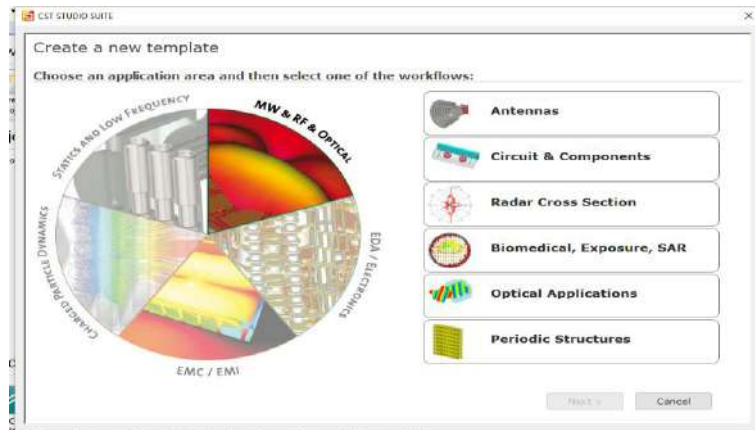 CST STUDIO SUITE
Create a new template
Choose an application area and then select one of the workflows:
STATICS AND LOW FREQUENCY
MW & RF & OPTICAL
EDA / ELECTRONICS
EMC / EMI
CHARGED PARTICLE DYNAMICS
Antennas
Circuit & Components
Radar Cross Section
Biomedical, Exposure, SAR
Optical Applications
Periodic Structures
Next >
Cancel